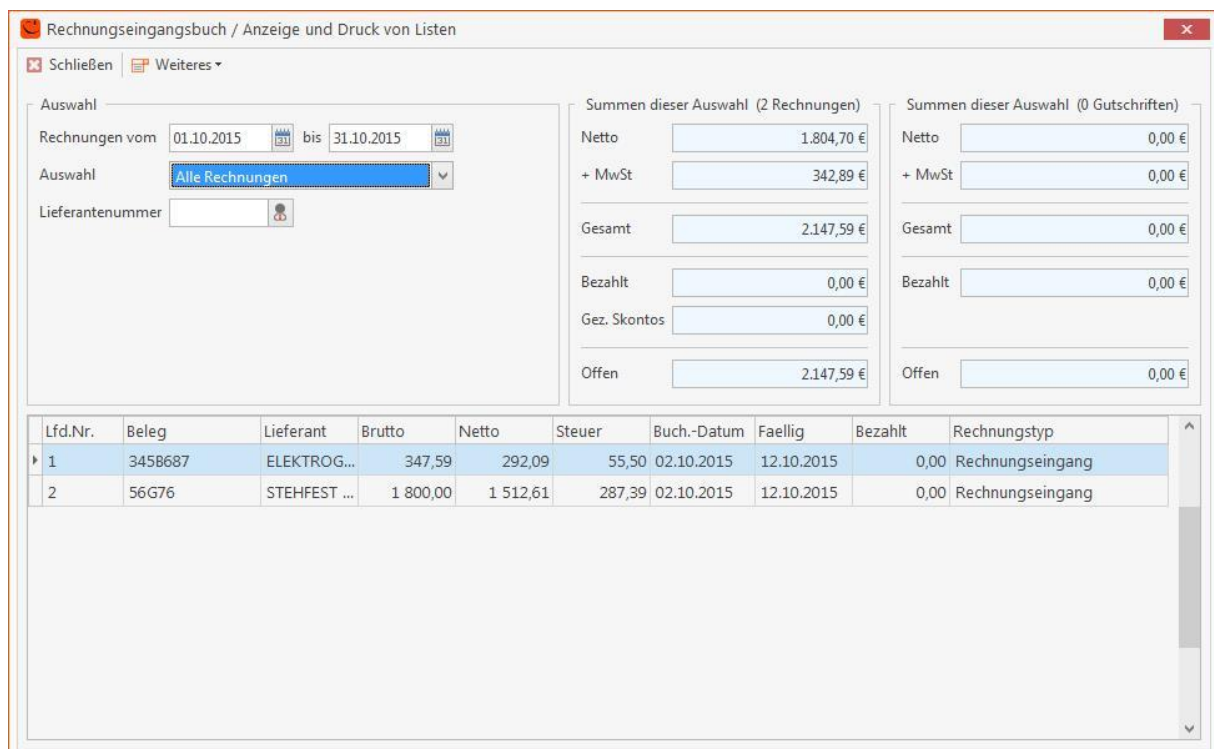 Rechnungseingangsbuch / Anzeige und Druck von Listen
Schließen Weiteres
Auswahl
Rechnungen vom 01.10.2015 bis 31.10.2015
Auswahl Alle Rechnungen
Lieferantenummer
Summen dieser Auswahl (2 Rechnungen)
Netto 1.804,70 €
+ MwSt 342,89 €
Gesamt 2.147,59 €
Bezahlt 0,00 €
Gez. Skontos 0,00 €
Offen 2.147,59 €
Summen dieser Auswahl (0 Gutschriften)
Netto 0,00 €
+ MwSt 0,00 €
Gesamt 0,00 €
Bezahlt 0,00 €
Offen 0,00 €
Lfd.Nr. Beleg Lieferant Brutto Netto Steuer Buch.-Datum Faellig Bezahlt Rechnungstyp
1 345B687 ELEKTROG... 347,59 292,09 55,50 02.10.2015 12.10.2015 0,00 Rechnungseingang
2 56G76 STEHFEST ... 1 800,00 1 512,61 287,39 02.10.2015 12.10.2015 0,00 Rechnungseingang